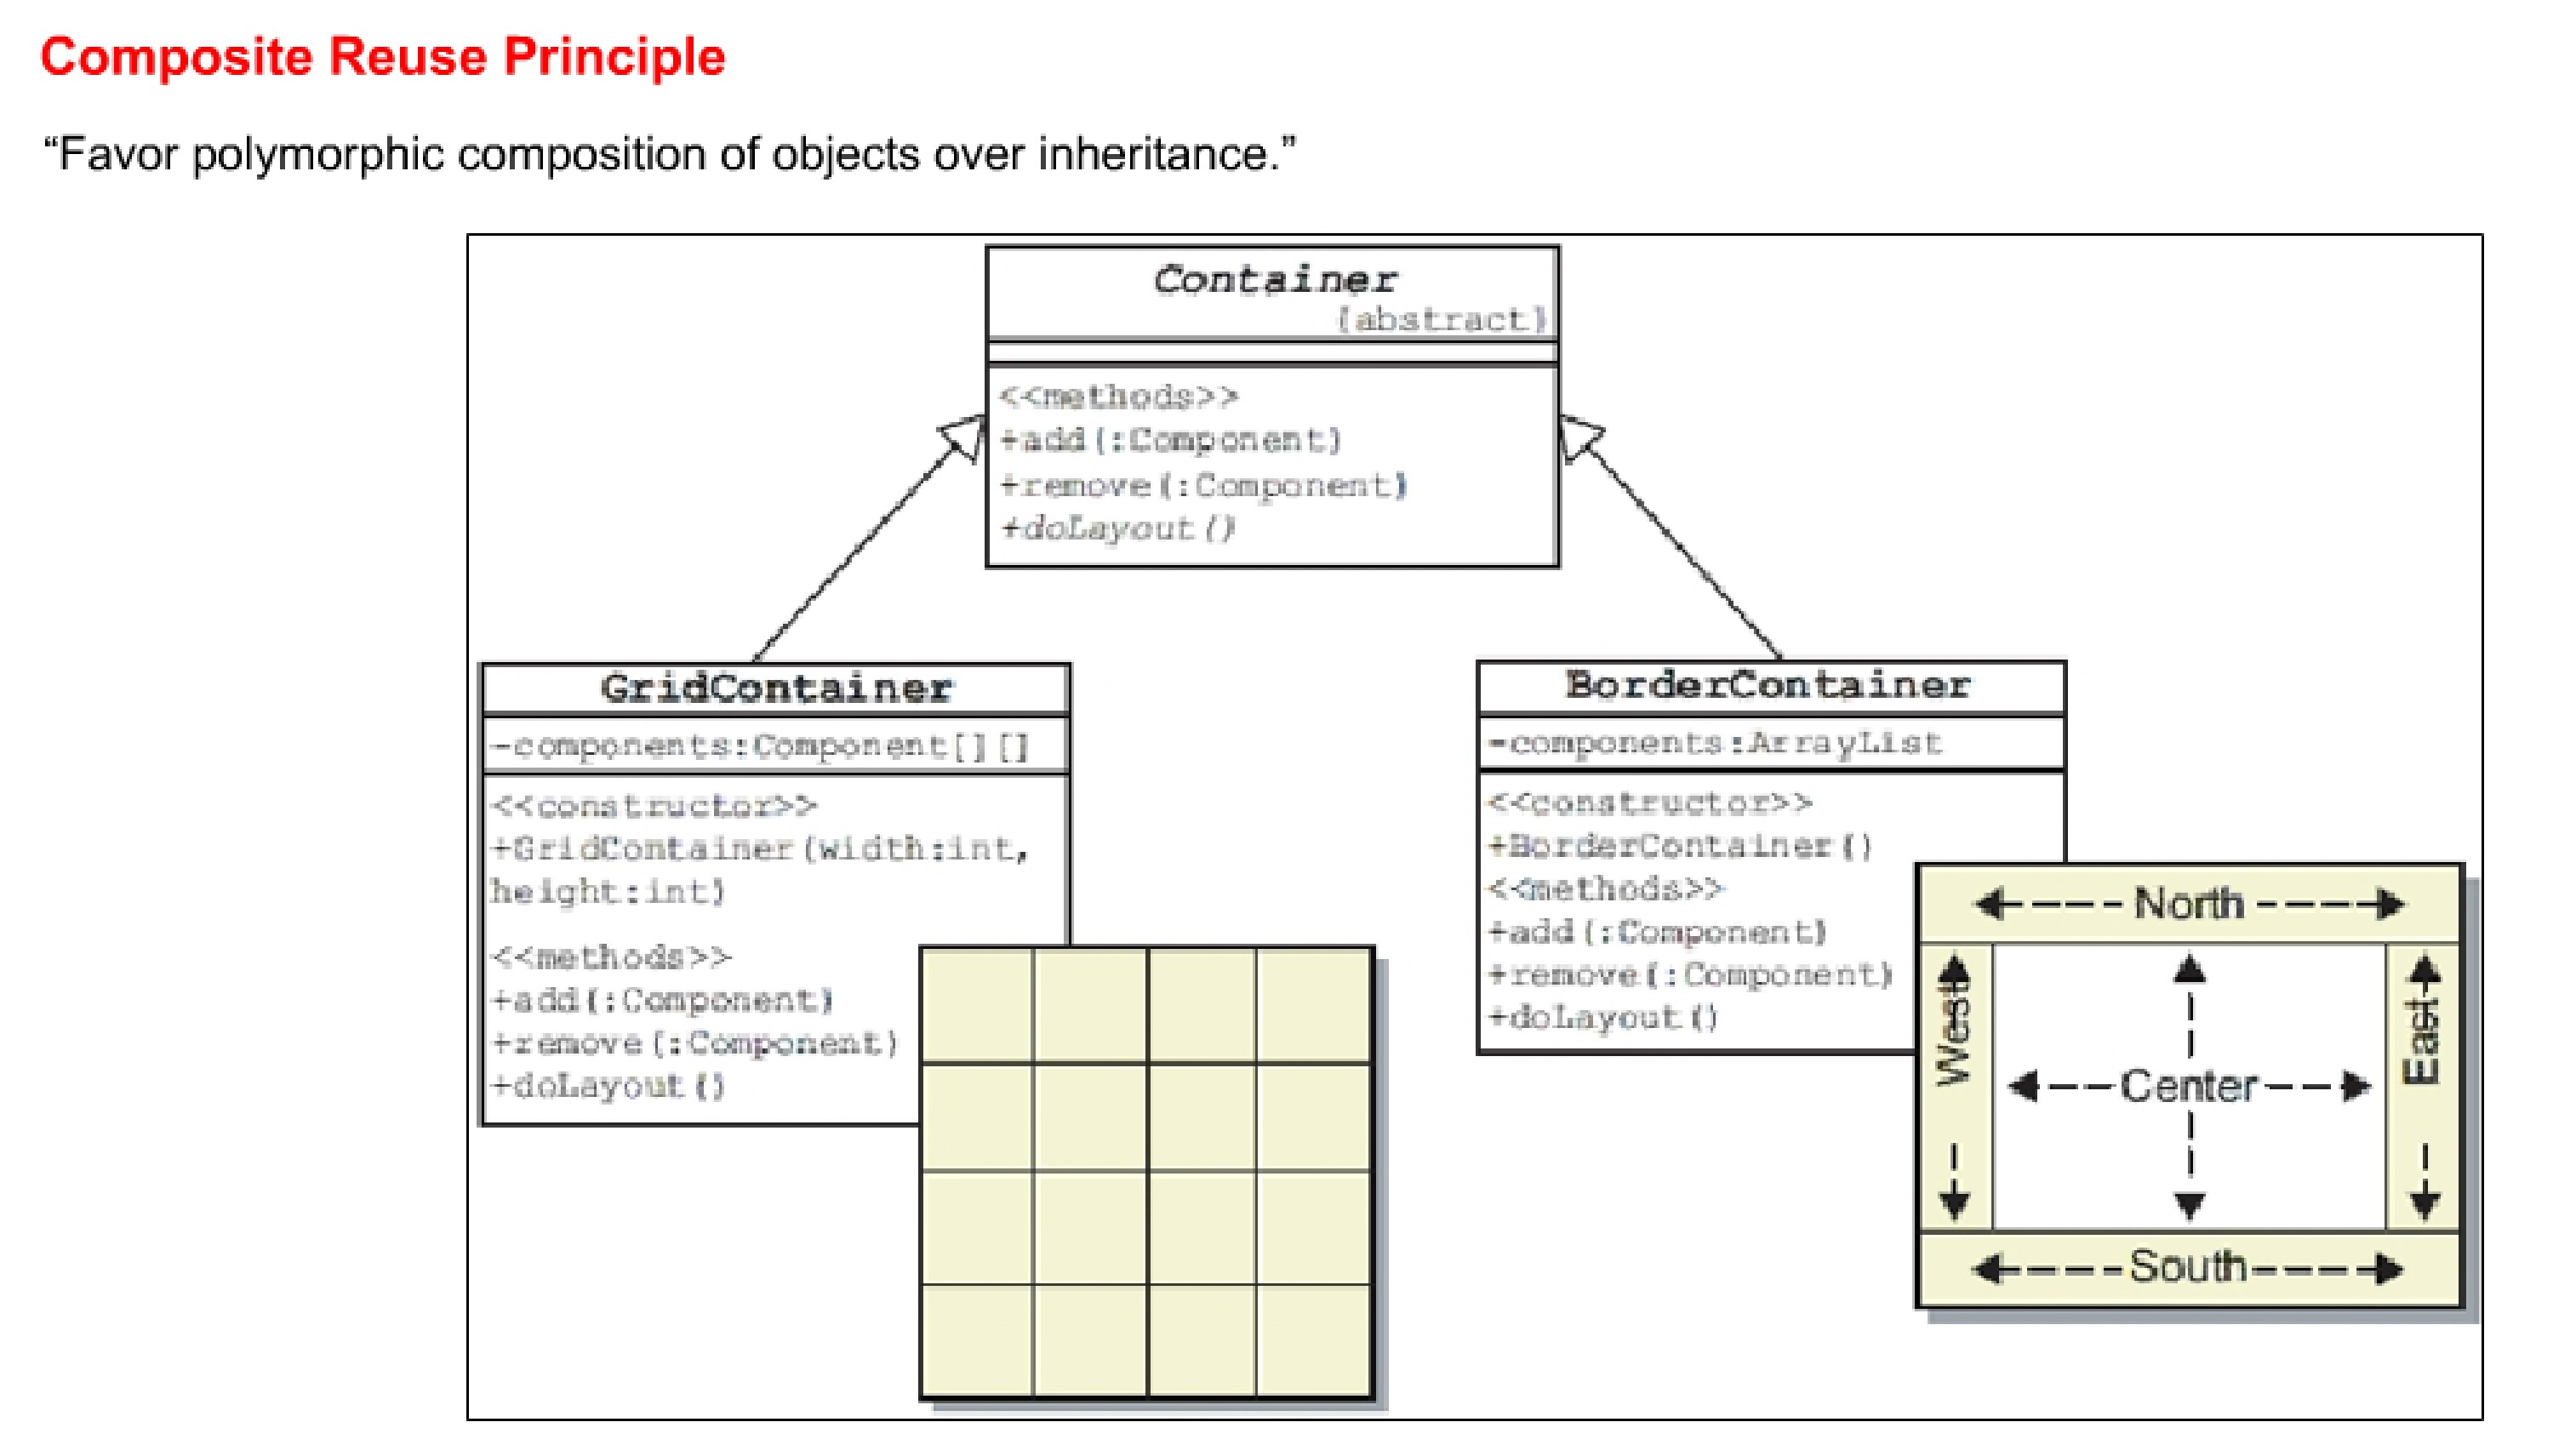 Composite Reuse Principle
“Favor polymorphic composition of objects over inheritance.”
Container
{abstract}
<<methods>>
+add(:Component)
+remove(:Component)
+doLayout()
GridContainer
-components:Component[][]
<<constructor>>
+GridContainer(width:int,
height:int)
<<methods>>
+add(:Component)
+remove(:Component)
+doLayout()
BorderContainer
-components:ArrayList
<<constructor>>
+BorderContainer()
<<methods>>
+add(:Component)
+remove(:Component)
+doLayout()
North
West
Center
East
South